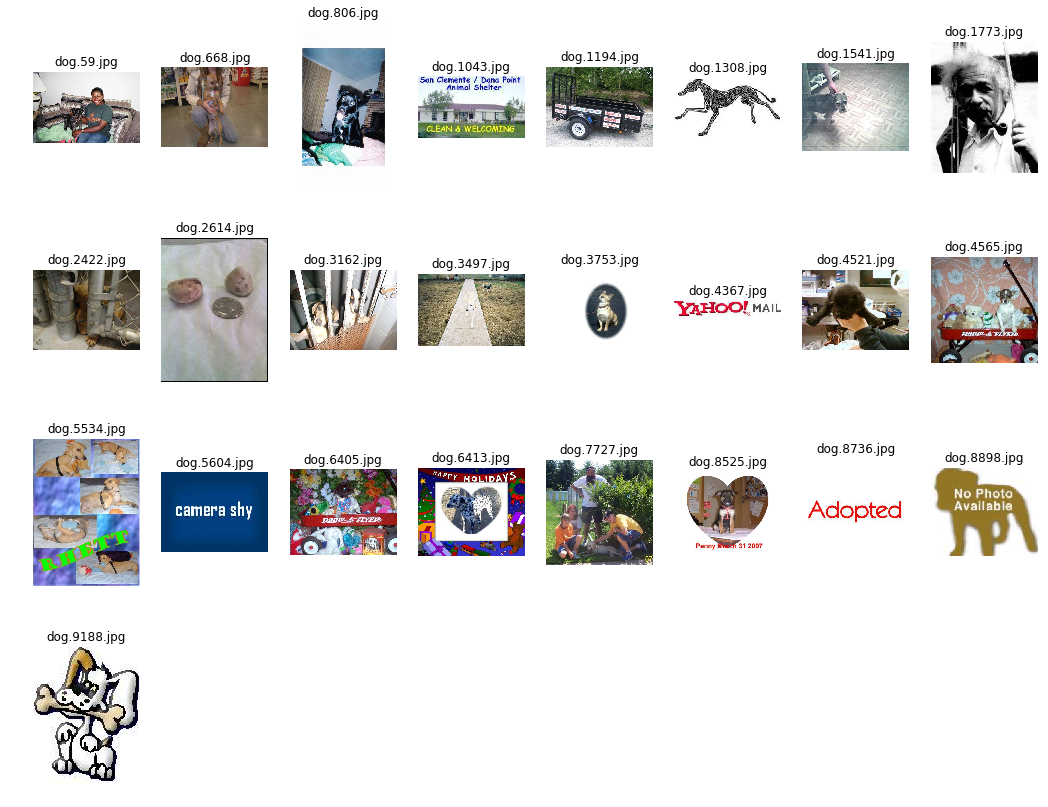 dog.806.jpg
dog.59.jpg
dog.668.jpg
dog.1043.jpg
dog.1194.jpg
dog.1308.jpg
dog.1541.jpg
dog.1773.jpg
San Clemente / Dana Point
Animal Shelter
CLEAN & WELCOMING
dog.2422.jpg
dog.2614.jpg
dog.3162.jpg
dog.3497.jpg
dog.3753.jpg
dog.4367.jpg
dog.4521.jpg
dog.4565.jpg
YAHOO! MAIL
RADIO FLYER
dog.5534.jpg
dog.5604.jpg
dog.6405.jpg
dog.6413.jpg
dog.7727.jpg
dog.8525.jpg
dog.8736.jpg
dog.8898.jpg
RHETT
camera shy
RADIO FLYER
HAPPY HOLIDAYS
Penny March 31 2007
Adopted
No Photo
Available
dog.9188.jpg